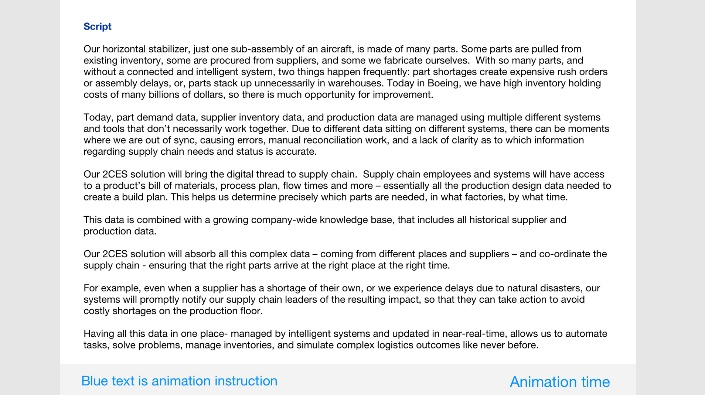 Script
Our horizontal stabilizer, just one sub-assembly of an aircraft, is made of many parts. Some parts are pulled from
existing inventory, some are procured from suppliers, and some we fabricate ourselves.  With so many parts, and
without a connected and intelligent system, two things happen frequently: part shortages create expensive rush orders
or assembly delays, or, parts stack up unnecessarily in warehouses. Today in Boeing, we have high inventory holding
costs of many billions of dollars, so there is much opportunity for improvement.
Today, part demand data, supplier inventory data, and production data are managed using multiple different systems
and tools that don't necessarily work together. Due to different data sitting on different systems, there can be moments
where we are out of sync, causing errors, manual reconciliation work, and a lack of clarity as to which information
regarding supply chain needs and status is accurate.
Our 2CES solution will bring the digital thread to supply chain.  Supply chain employees and systems will have access
to a product's bill of materials, process plan, flow times and more – essentially all the production design data needed to
create a build plan. This helps us determine precisely which parts are needed, in what factories, by what time.
This data is combined with a growing company-wide knowledge base, that includes all historical supplier and
production data.
Our 2CES solution will absorb all this complex data – coming from different places and suppliers – and co-ordinate the
supply chain - ensuring that the right parts arrive at the right place at the right time.
For example, even when a supplier has a shortage of their own, or we experience delays due to natural disasters, our
systems will promptly notify our supply chain leaders of the resulting impact, so that they can take action to avoid
costly shortages on the production floor.
Having all this data in one place- managed by intelligent systems and updated in near-real-time, allows us to automate
tasks, solve problems, manage inventories, and simulate complex logistics outcomes like never before.
Blue text is animation instruction
Animation time